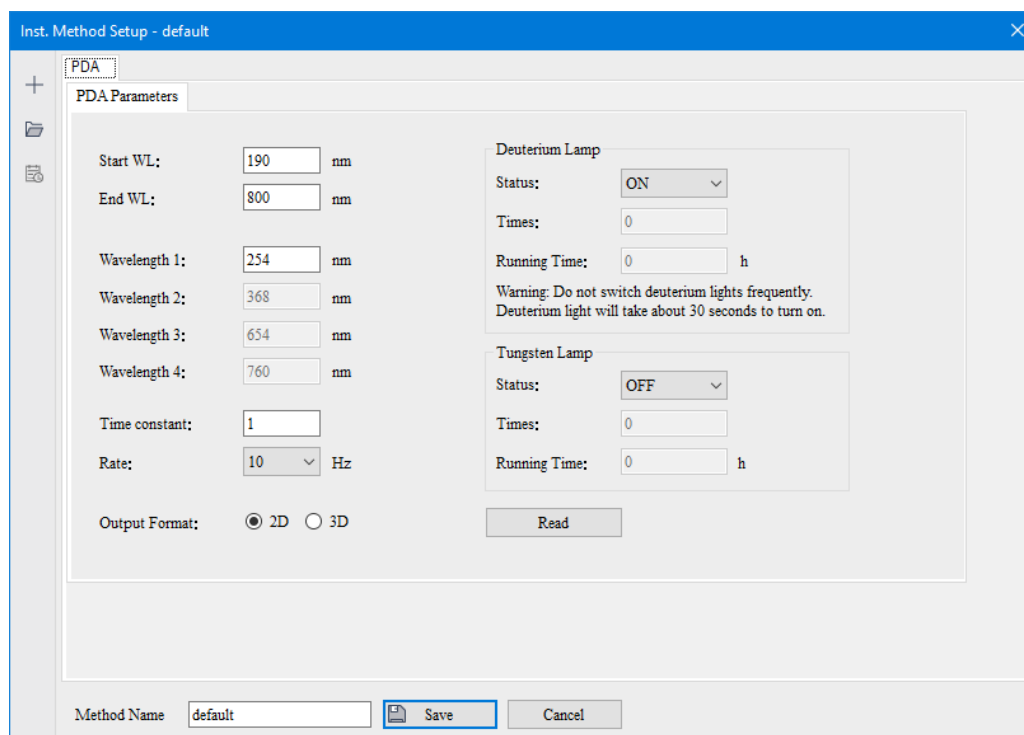 Inst. Method Setup - default
PDA
PDA Parameters
Start WL: 190 nm
End WL: 800 nm
Wavelength 1: 254 nm
Wavelength 2: 368 nm
Wavelength 3: 654 nm
Wavelength 4: 760 nm
Time constant: 1
Rate: 10 Hz
Output Format: 2D 3D
Deuterium Lamp
Status: ON
Times: 0
Running Time: 0 h
Warning: Do not switch deuterium lights frequently.
Deuterium light will take about 30 seconds to turn on.
Tungsten Lamp
Status: OFF
Times: 0
Running Time: 0 h
Read
Method Name default Save Cancel